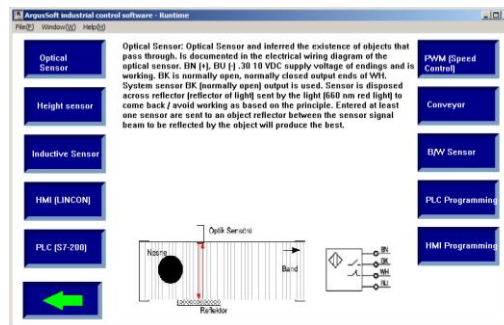 ArgusSoft industrial control software - Runtime
File(F) Window(W) Help(H)
Optical
Sensor
Height sensor
Inductive Sensor
HMI (LINCON)
PLC (S7-200)
Optical Sensor: Optical Sensor and inferred the existence of objects that
pass through. Is documented in the electrical wiring diagram of the
optical sensor. BN (+), BU (-) .30 10 VDC supply voltage of endings and is
working. BK is normally open, normally closed output ends of WH.
System sensor BK (normally open) output is used. Sensor is disposed
across reflector (reflector of light) sent by the light (660 nm red light) to
come back / avoid working as based on the principle. Entered at least
one sensor are sent to an object reflector between the sensor signal
beam to be reflected by the object will produce the best.
Optik Sensörü
Nesne
Band
Reflektör
BN
BK
WH
BU
PWM (Speed
Control)
Conveyor
B/W Sensor
PLC Programming
HMI Programming